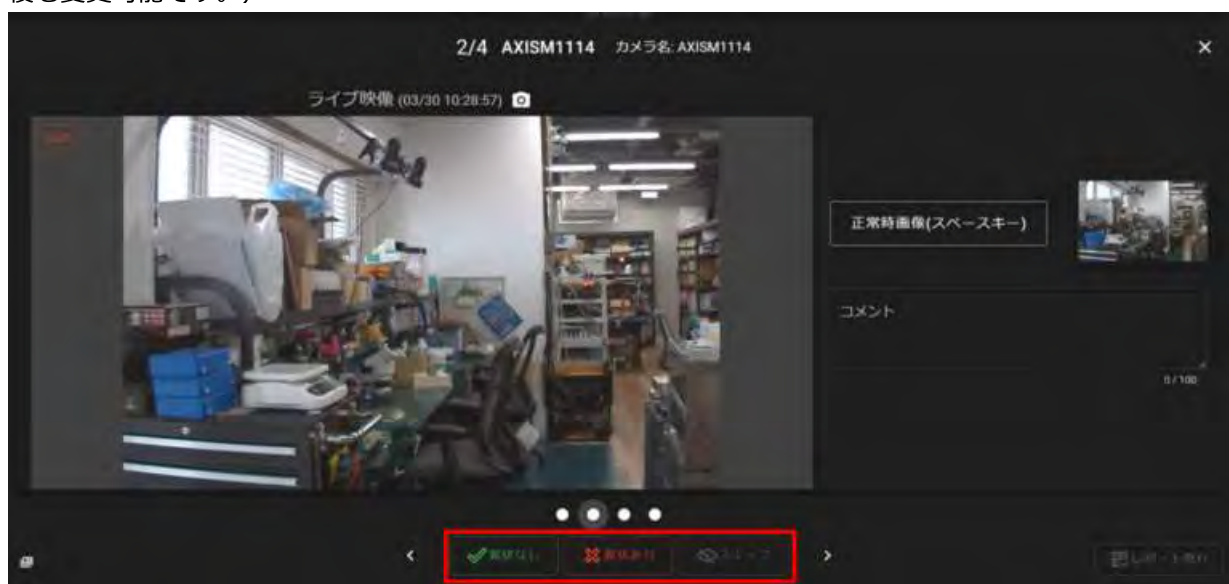 2/4 AXISM1114 カメラ名: AXISM1114
ライブ映像 (03/30 10:28:57)
正常時画像(スペースキー)
コメント
0/100
異状なし
異状あり
スキップ